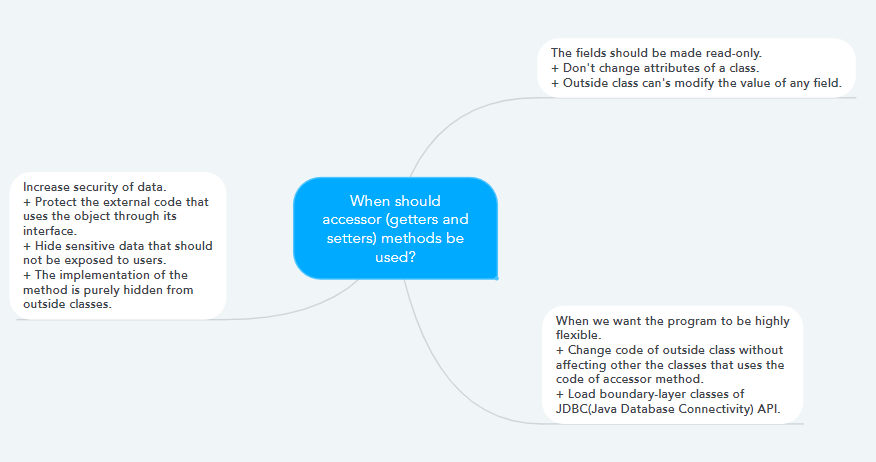 The fields should be made read-only.
+ Don't change attributes of a class.
+ Outside class can's modify the value of any field.
Increase security of data.
+ Protect the external code that
uses the object through its
interface.
+ Hide sensitive data that should
not be exposed to users.
+ The implementation of the
method is purely hidden from
outside classes.
When should
accessor (getters and
setters) methods be
used?
When we want the program to be highly
flexible.
+ Change code of outside class without
affecting other the classes that uses the
code of accessor method.
+ Load boundary-layer classes of
JDBC(Java Database Connectivity) API.